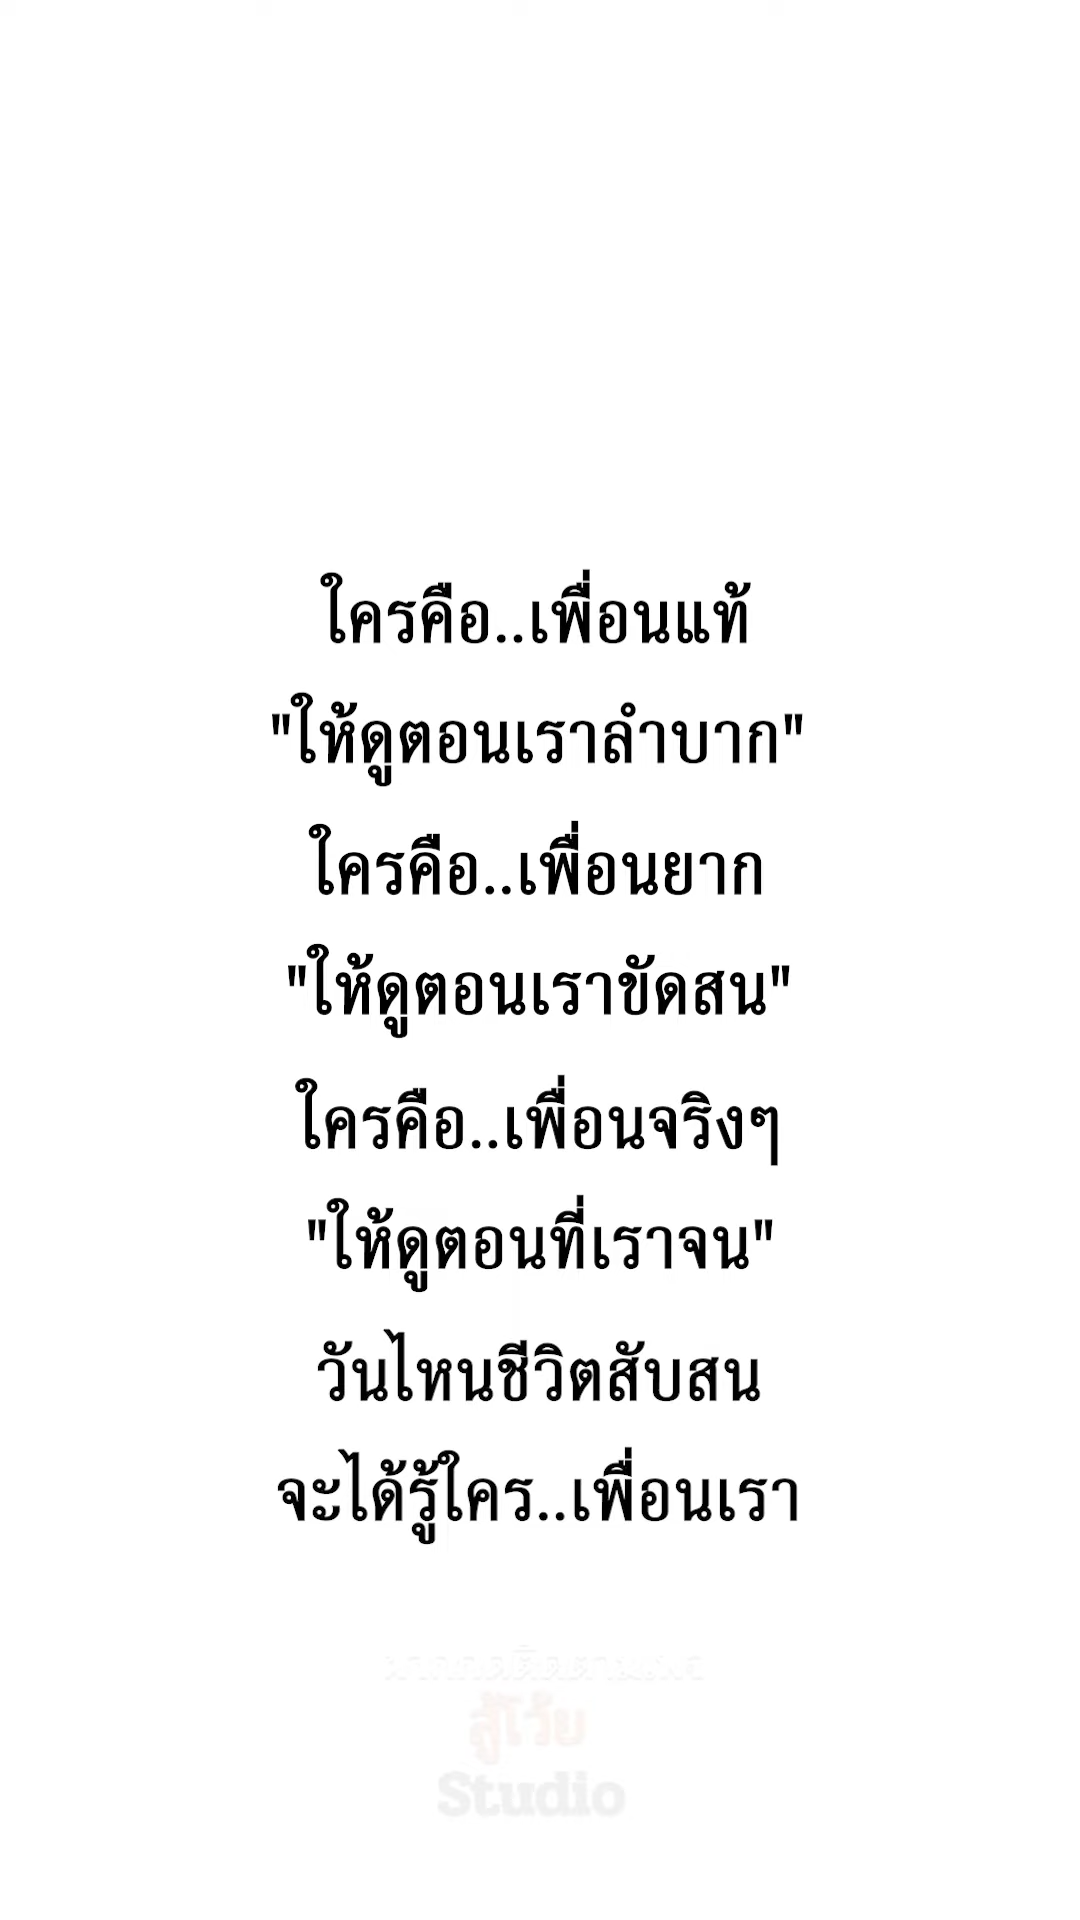 ใครคือ..เพื่อนแท้
"ให้ดูตอนเราลำบาก"
ใครคือ..เพื่อนยาก
"ให้ดูตอนเราขัดสน"
ใครคือ..เพื่อนจริงๆ
"ให้ดูตอนที่เราจน"
วันไหนชีวิตสับสน
จะได้รู้ใคร..เพื่อนเรา
สู้โว้ย
Studio